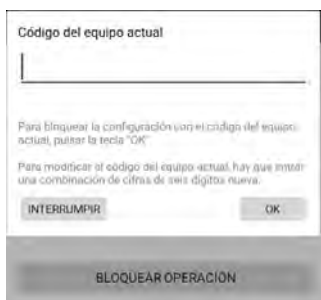 Código del equipo actual
Para bloquear la configuración con el código del equipo
actual, pulsar la tecla "OK"
Para modificar el código del equipo actual, hay que entrar
una combinación de cifras de seis dígitos nueva.
INTERRUMPIR
OK
BLOQUEAR OPERACIÓN